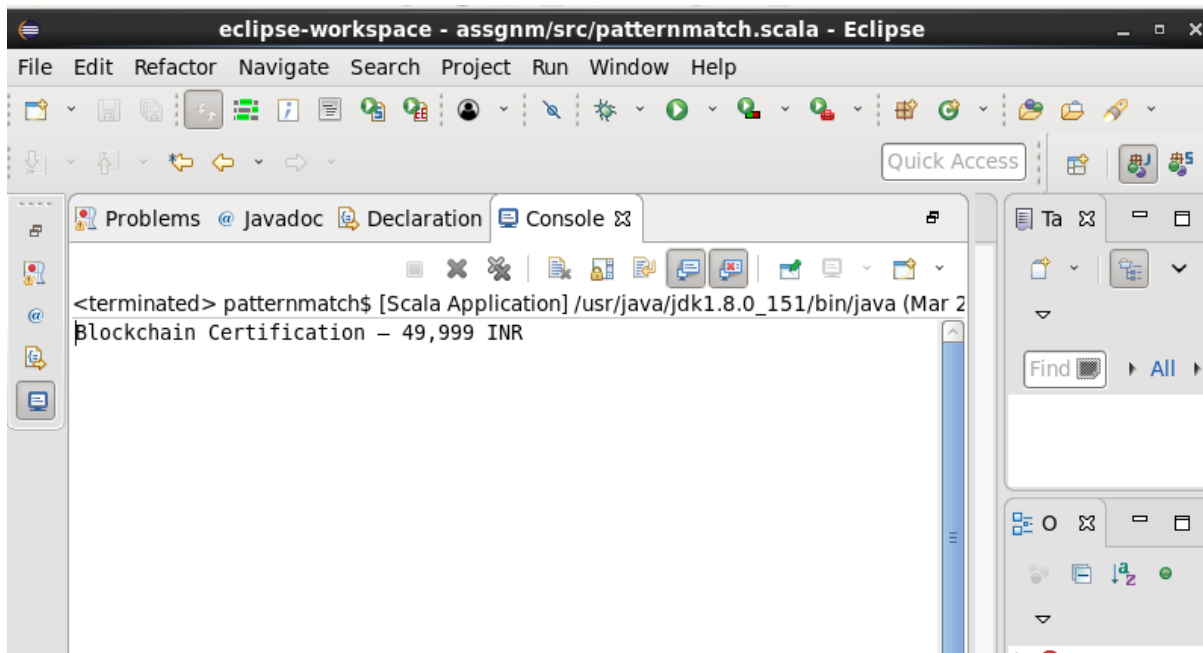 eclipse-workspace - assgnm/src/patternmatch.scala - Eclipse
File Edit Refactor Navigate Search Project Run Window Help
Quick Access
Problems @ Javadoc Declaration Console
Ta
<terminated> patternmatch$ [Scala Application] /usr/java/jdk1.8.0_151/bin/java (Mar 2
Blockchain Certification – 49,999 INR
Find All
O